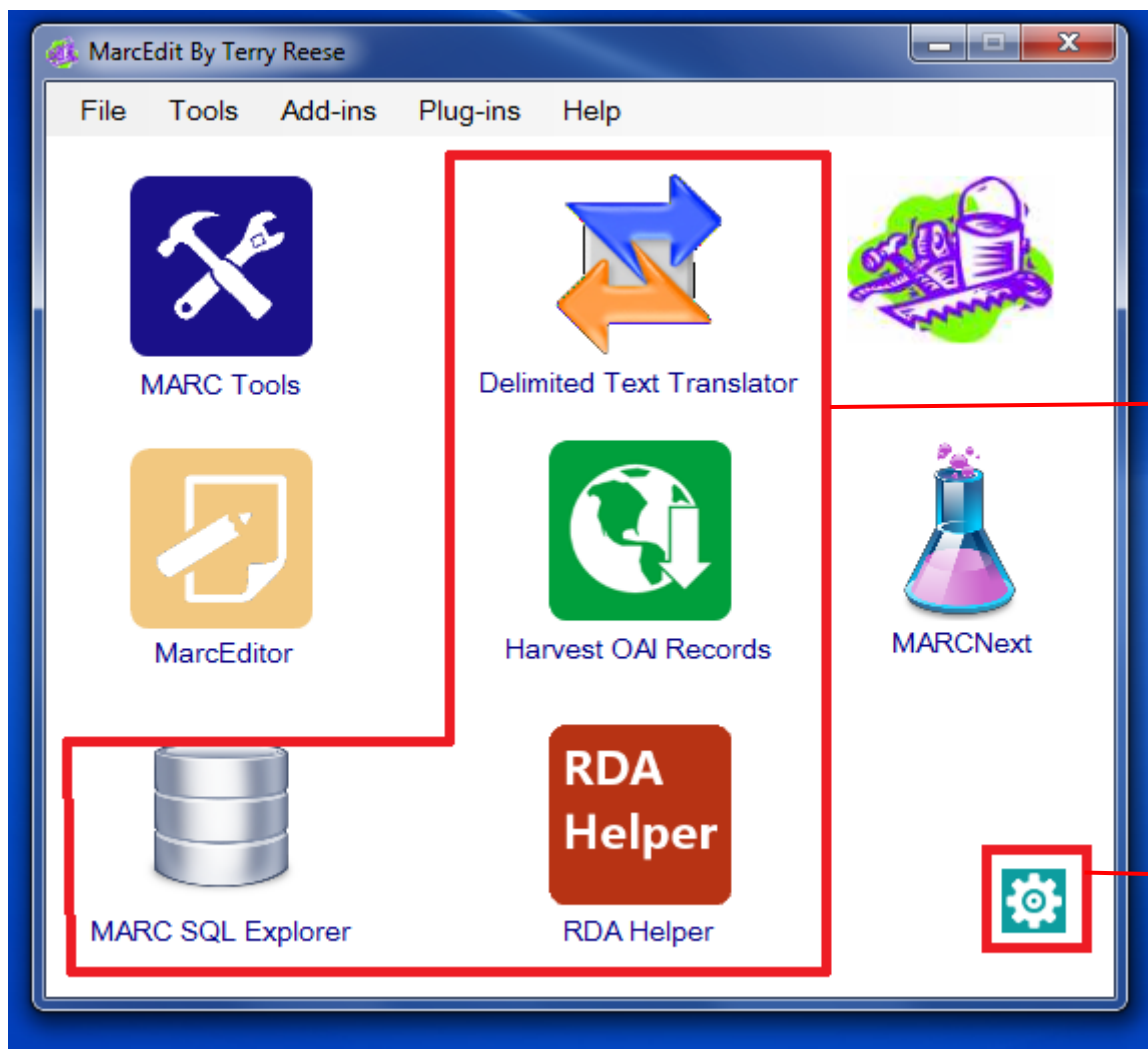 MarcEdit By Terry Reese
File Tools Add-ins Plug-ins Help
MARC Tools
Delimited Text Translator
MarcEditor
Harvest OAI Records
MARCNext
RDA
Helper
MARC SQL Explorer
RDA Helper